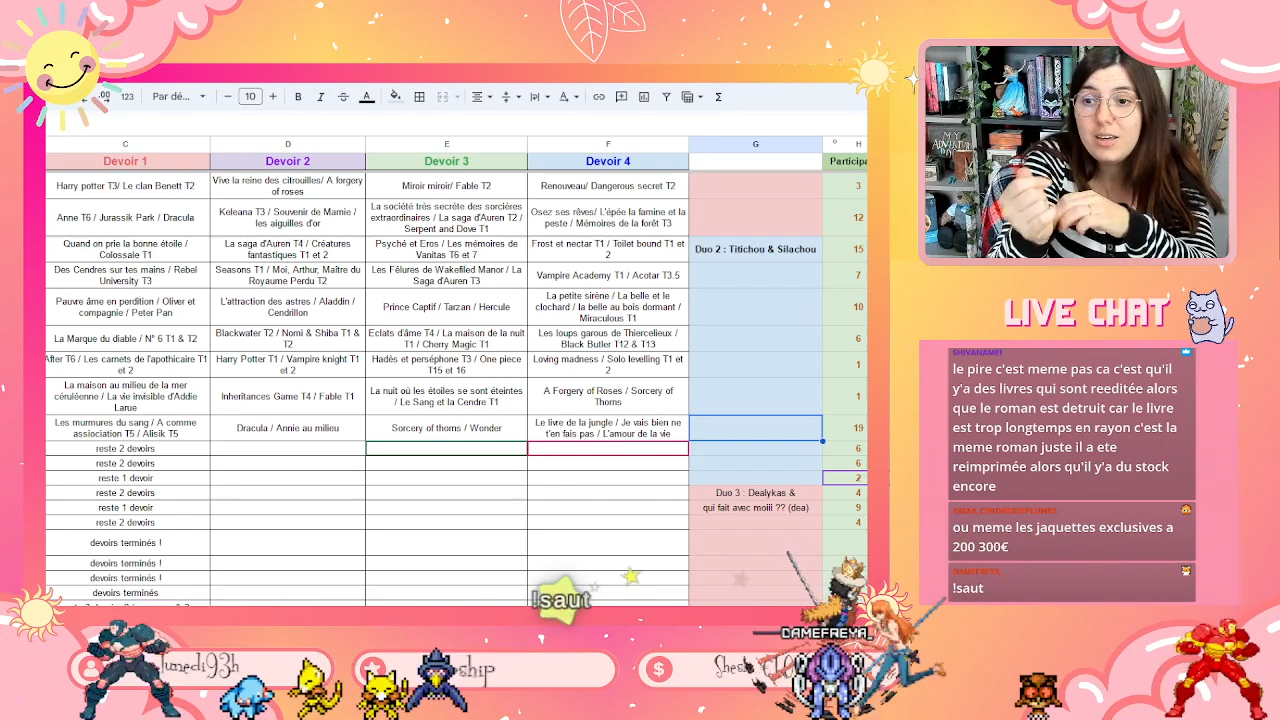 .00 123 Par dé... − 10 + B I A Σ
C D E F G H
Devoir 1 Devoir 2 Devoir 3 Devoir 4 Participa
Harry potter T3/ Le clan Benett T2
Vive la reine des citrouilles/ A forgery
of roses
Miroir miroir/ Fable T2
Renouveau/ Dangerous secret T2
3
Anne T6 / Jurassik Park / Dracula
Keleana T3 / Souvenir de Mamie /
les aiguilles d'or
La société très secrète des sorcières
extraordinaires / La saga d'Auren T2 /
Serpent and Dove T1
Osez ses rêves/ L'épée la famine et la
peste / Mémoires de la forêt T3
12
Quand on prie la bonne étoile /
Colossale T1
La saga d'Auren T4 / Créatures
fantastiques T1 et 2
Psyché et Eros / Les mémoires de
Vanitas T6 et 7
Frost et nectar T1 / Toilet bound T1 et
2
Duo 2 : Titichou & Silachou
15
Des Cendres sur tes mains / Rebel
University T3
Seasons T1 / Moi, Arthur, Maître du
Royaume Perdu T2
Les Fêlures de Wakefiled Manor / La
Saga d'Auren T3
Vampire Academy T1 / Acotar T3.5
7
Pauvre âme en perdition / Oliver et
compagnie / Peter Pan
L'attraction des astres / Aladdin /
Cendrillon
Prince Captif / Tarzan / Hercule
La petite sirène / La belle et le
clochard / la belle au bois dormant /
Miraculous T1
10
La Marque du diable / N° 6 T1 & T2
Blackwater T2 / Nomi & Shiba T1 &
T2
Eclats d'âme T4 / La maison de la nuit
T1 / Cherry Magic T1
Les loups garous de Thiercelieux /
Black Butler T12 & T13
6
After T6 / Les carnets de l'apothicaire T1
et 2
Harry Potter T1 / Vampire knight T1
et 2
Hadès et perséphone T3 / One piece
T15 et 16
Loving madness / Solo levelling T1 et
2
1
La maison au milieu de la mer
céruléenne / La vie invisible d'Addie
Larue
Inheritances Game T4 / Fable T1
La nuit où les étoiles se sont éteintes
/ Le Sang et la Cendre T1
A Forgery of Roses / Sorcery of
Thorns
1
Les murmures du sang / A comme
assiociation T5 / Alisik T5
Dracula / Annie au milieu
Sorcery of thorns / Wonder
Le livre de la jungle / Je vais bien ne
t'en fais pas / L'amour de la vie
19
reste 2 devoirs 6
reste 2 devoirs 6
reste 1 devoir 2
reste 2 devoirs Duo 3 : Dealykas & 4
reste 1 devoir qui fait avec moiii ?? (dea) 9
reste 2 devoirs 4
devoirs terminés !
devoirs terminés !
devoirs terminés !
devoirs terminés
MY
LIVE CHAT
SHIVANAMEI
le pire c'est meme pas ca c'est qu'il
y'a des livres qui sont reeditée alors
que le roman est detruit car le livre
est trop longtemps en rayon c'est la
meme roman juste il a ete
reimprimée alors qu'il y'a du stock
encore
ou meme les jaquettes exclusives a
200 300€
DAMEFREYA_
!saut
!saut
DAMEFREYA_
lunedi93h
$